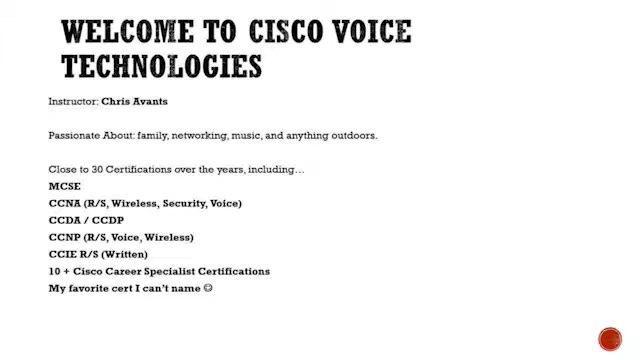 WELCOME TO CISCO VOICE
TECHNOLOGIES
Instructor: Chris Avants
Passionate About: family, networking, music, and anything outdoors.
Close to 30 Certifications over the years, including…
MCSE
CCNA (R/S, Wireless, Security, Voice)
CCDA / CCDP
CCNP (R/S, Voice, Wireless)
CCIE R/S (Written)
10 + Cisco Career Specialist Certifications
My favorite cert I can't name ☺